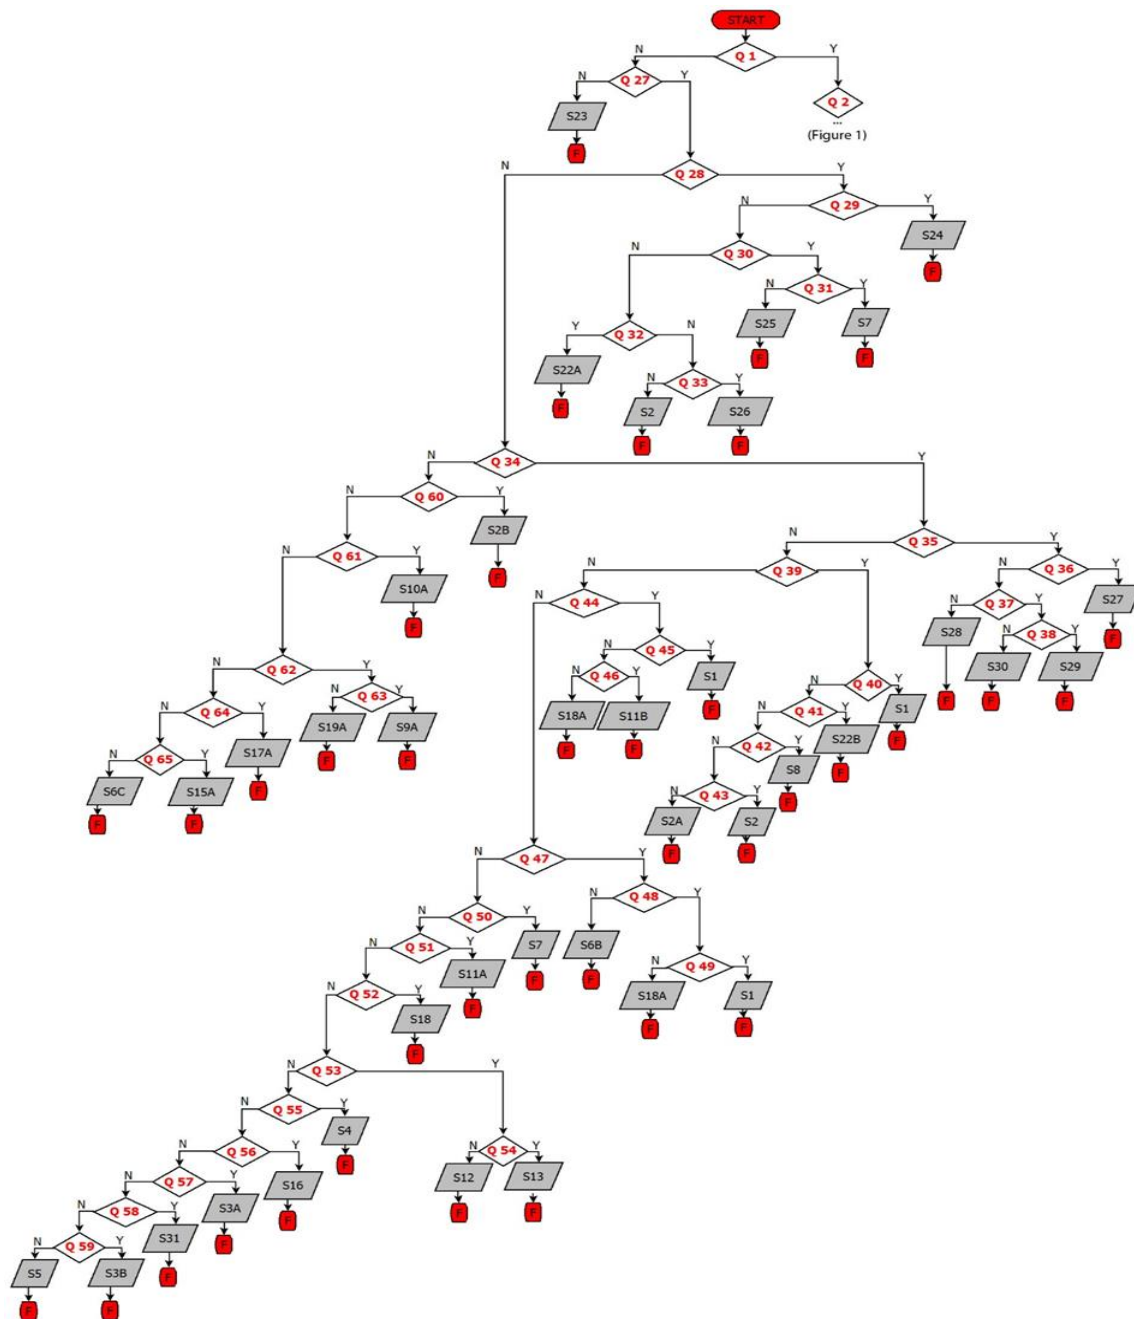 START
N Q 1 Y
N Q 27 Y
Q 2
...
(Figure 1)
S23
F
N Q 28 Y
N Q 29 Y
S24
F
N Q 30 Y
N Q 31 Y
S25 S7
F F
Y Q 32 N
S22A
F
N Q 33 Y
S2 S26
F F
N Q 34 Y
N Q 60 Y
S2B
F
N Q 61 Y
S10A
F
N Q 35 Y
N Q 36 Y
S27
F
N Q 37 Y
S28
F
N Q 38 Y
S30 S29
F F
N Q 39 Y
N Q 44 Y
N Q 45 Y
S1
F
N Q 46 Y
S18A S11B
F F
N Q 40 Y
S1
F
N Q 41 Y
S22B
F
N Q 42 Y
S8
F
N Q 43 Y
S2A S2
F F
N Q 62 Y
N Q 63 Y
S19A S9A
F F
N Q 64 Y
S17A
F
N Q 65 Y
S6C S15A
F F
N Q 47 Y
N Q 48 Y
S6B
F
N Q 49 Y
S18A S1
F F
N Q 50 Y
S7
F
N Q 51 Y
S11A
F
N Q 52 Y
S18
F
N Q 53 Y
N Q 54 Y
S12 S13
F F
N Q 55 Y
S4
F
N Q 56 Y
S16
F
N Q 57 Y
S3A
F
N Q 58 Y
S31
F
N Q 59 Y
S5 S3B
F F